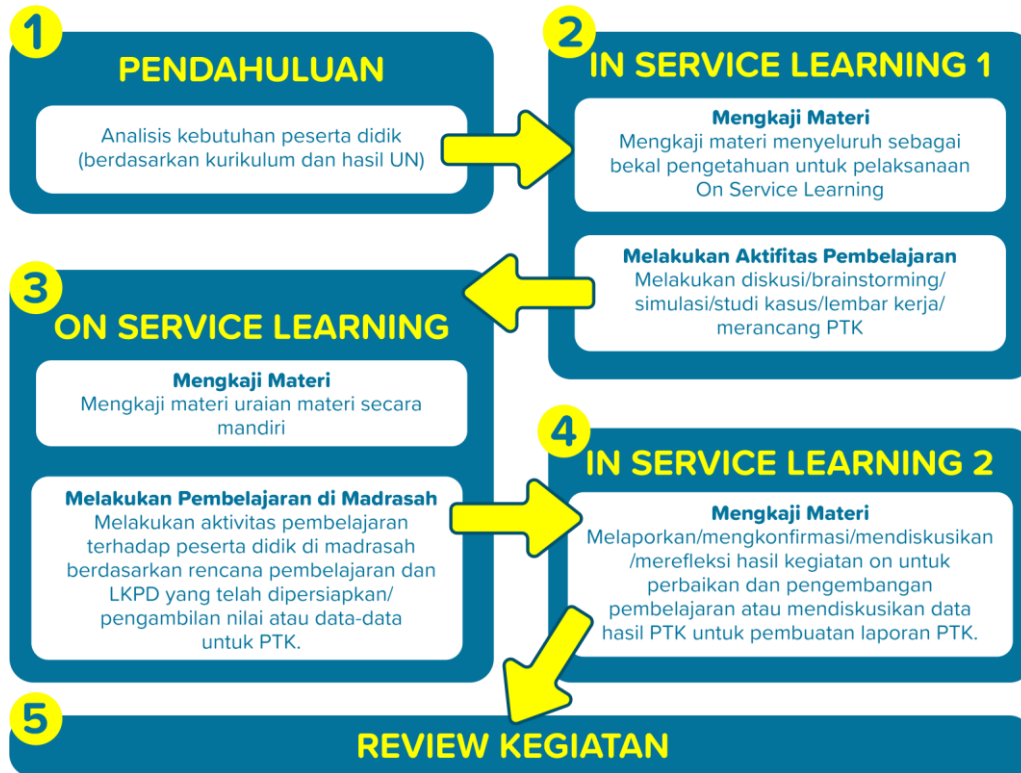 1
PENDAHULUAN
Analisis kebutuhan peserta didik
(berdasarkan kurikulum dan hasil UN)
2
IN SERVICE LEARNING 1
Mengkaji Materi
Mengkaji materi menyeluruh sebagai
bekal pengetahuan untuk pelaksanaan
On Service Learning
Melakukan Aktifitas Pembelajaran
Melakukan diskusi/brainstorming/
simulasi/studi kasus/lembar kerja/
merancang PTK
3
ON SERVICE LEARNING
Mengkaji Materi
Mengkaji materi uraian materi secara
mandiri
Melakukan Pembelajaran di Madrasah
Melakukan aktivitas pembelajaran
terhadap peserta didik di madrasah
berdasarkan rencana pembelajaran dan
LKPD yang telah dipersiapkan/
pengambilan nilai atau data-data
untuk PTK.
4
IN SERVICE LEARNING 2
Mengkaji Materi
Melaporkan/mengkonfirmasi/mendiskusikan
/merefleksi hasil kegiatan on untuk
perbaikan dan pengembangan
pembelajaran atau mendiskusikan data
hasil PTK untuk pembuatan laporan PTK.
5
REVIEW KEGIATAN